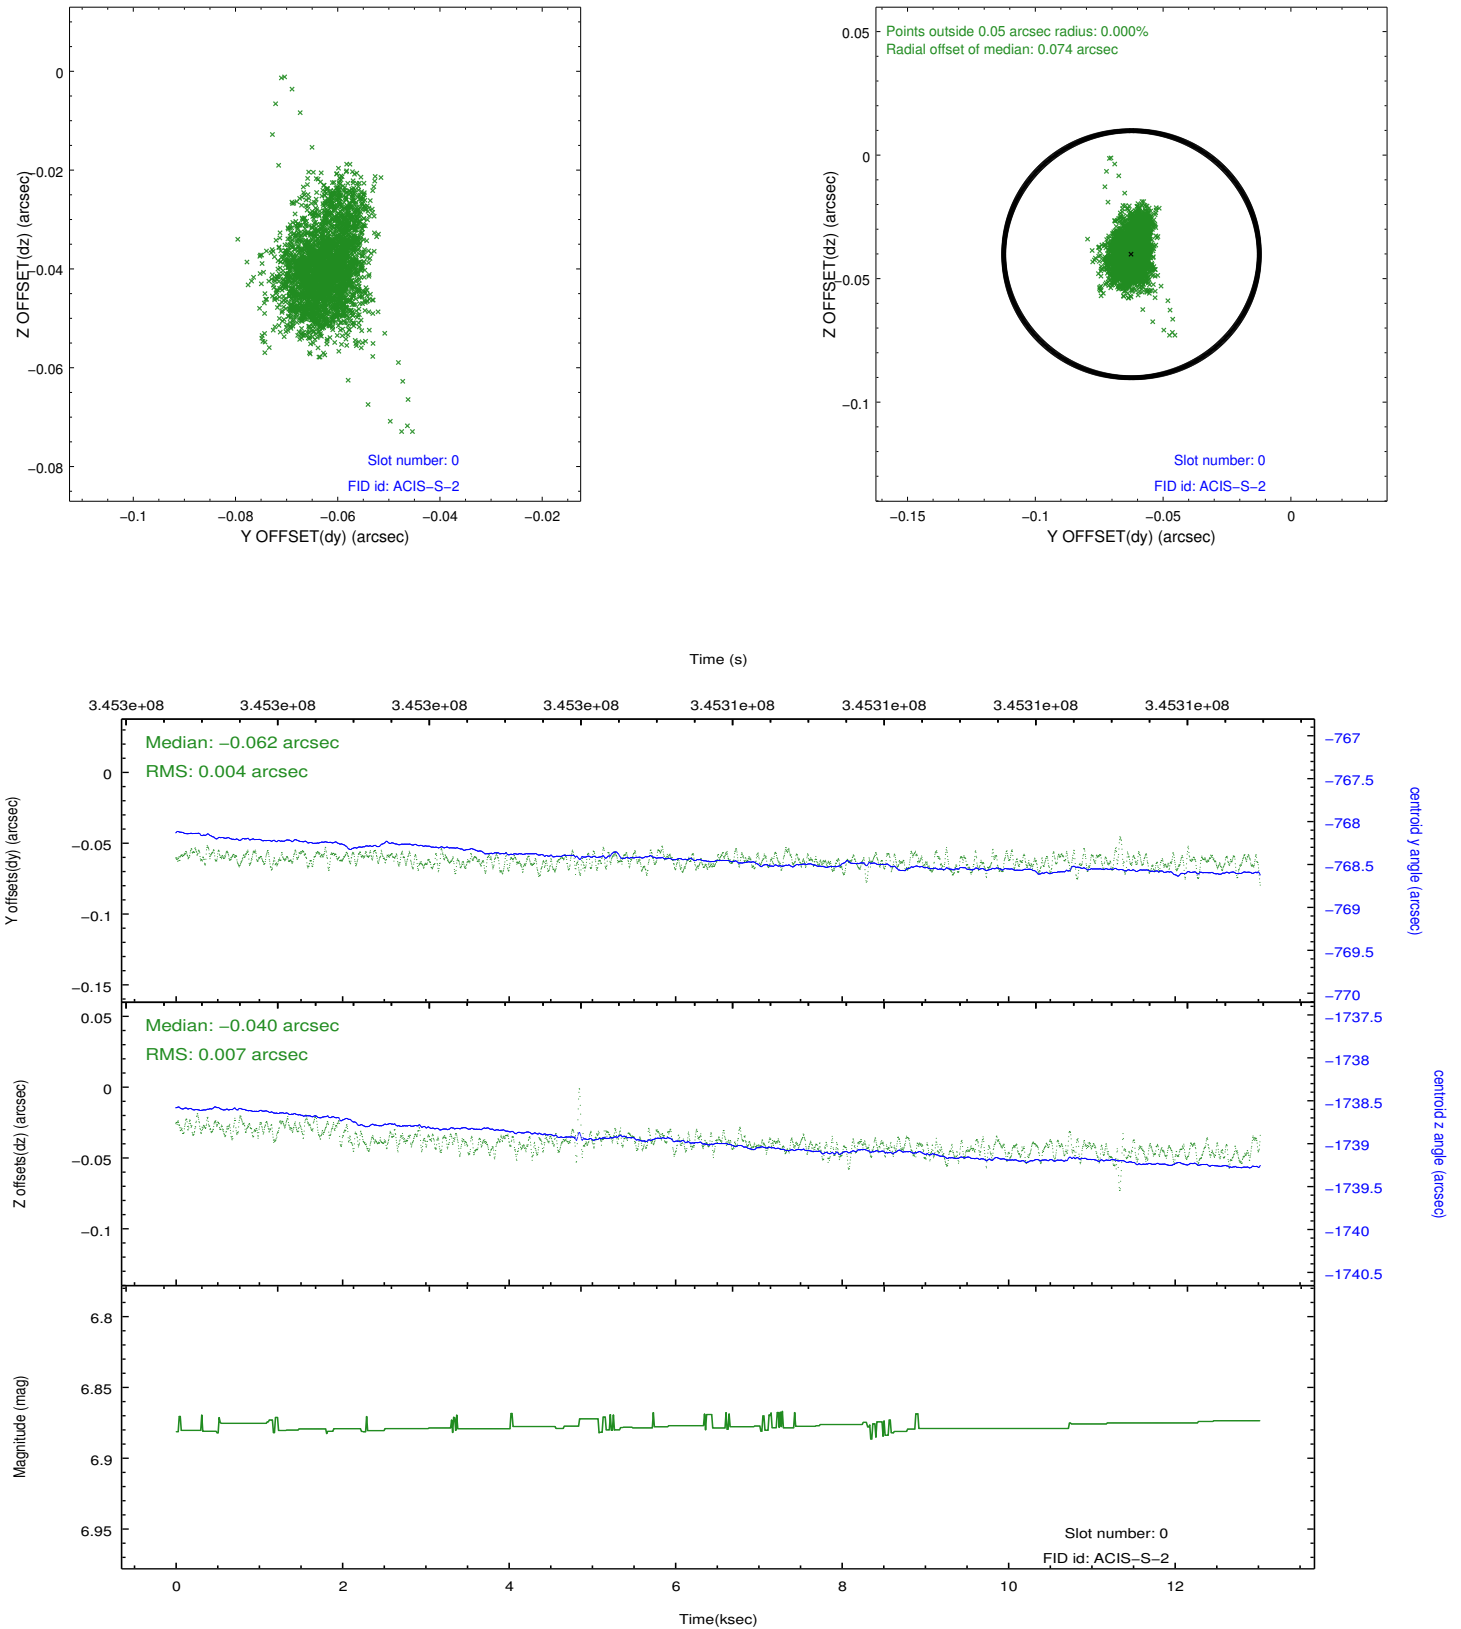 0
−0.02
−0.04
−0.06
−0.08
Z OFFSET(dz) (arcsec)
Slot number: 0
FID id: ACIS−S−2
−0.1
−0.08
−0.06
−0.04
−0.02
Y OFFSET(dy) (arcsec)
Points outside 0.05 arcsec radius: 0.000%
Radial offset of median: 0.074 arcsec
0.05
0
−0.05
−0.1
Z OFFSET(dz) (arcsec)
Slot number: 0
FID id: ACIS−S−2
−0.15
−0.1
−0.05
0
Y OFFSET(dy) (arcsec)
Time (s)
3.453e+08
3.453e+08
3.453e+08
3.453e+08
3.4531e+08
3.4531e+08
3.4531e+08
3.4531e+08
Median: −0.062 arcsec
RMS: 0.004 arcsec
0
−0.05
−0.1
−0.15
Y offsets(dy) (arcsec)
−767
−767.5
−768
−768.5
−769
−769.5
−770
centroid y angle (arcsec)
Median: −0.040 arcsec
RMS: 0.007 arcsec
0.05
0
−0.05
−0.1
Z offsets(dz) (arcsec)
−1737.5
−1738
−1738.5
−1739
−1739.5
−1740
−1740.5
centroid z angle (arcsec)
6.8
6.85
6.9
6.95
Magnitude (mag)
Slot number: 0
FID id: ACIS−S−2
0
2
4
6
8
10
12
Time(ksec)